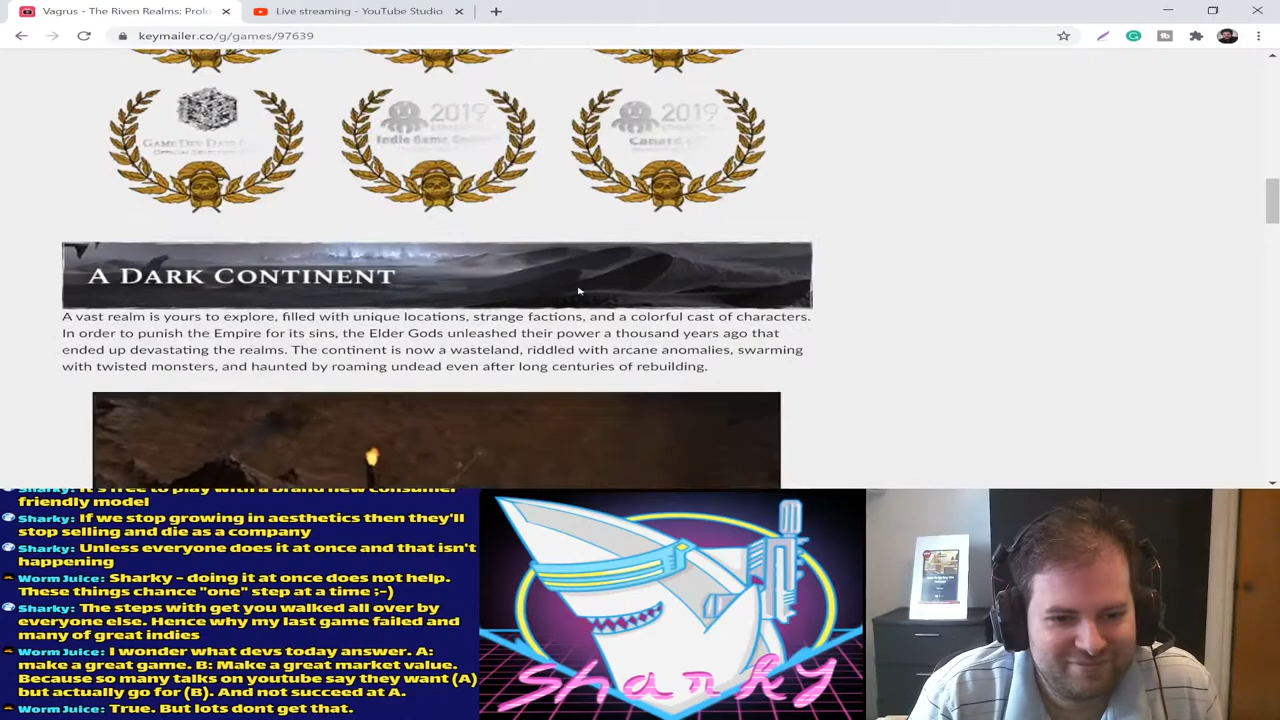 Vagrus - The Riven Realms: Prolo
Live streaming - YouTube Studio
keymailer.co/g/games/97639
2019
2019
A DARK CONTINENT
A vast realm is yours to explore, filled with unique locations, strange factions, and a colorful cast of characters.
In order to punish the Empire for its sins, the Elder Gods unleashed their power a thousand years ago that
ended up devastating the realms. The continent is now a wasteland, riddled with arcane anomalies, swarming
with twisted monsters, and haunted by roaming undead even after long centuries of rebuilding.
Sharky: It's free to play with a brand new consumer
friendly model
Sharky: If we stop growing in aesthetics then they'll
stop selling and die as a company
Sharky: Unless everyone does it at once and that isn't
happening
Worm Juice: Sharky - doing it at once does not help.
These things chance "one" step at a time ;-)
Sharky: The steps with get you walked all over by
everyone else. Hence why my last game failed and
many of great indies
Worm Juice: I wonder what devs today answer. A:
make a great game. B: Make a great market value.
Because so many talks on youtube say they want (A)
but actually go for (B). And not succeed at A.
Worm Juice: True. But lots dont get that.
Sharky